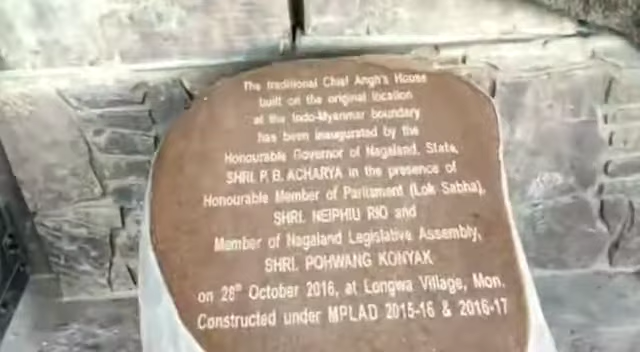 The traditional Chief Angh's House
built on the original location
at the Indo-Myanmar boundary
has been inaugurated by the
Honourable Governor of Nagaland, State,
SHRI. P. B. ACHARYA in the presence of
Honourable Member of Parliament (Lok Sabha),
SHRI. NEIPHIU RIO and
Member of Nagaland Legislative Assembly,
SHRI. POHWANG KONYAK
on 28th October 2016, at Longwa Village, Mon.
Constructed under MPLAD 2015-16 & 2016-17